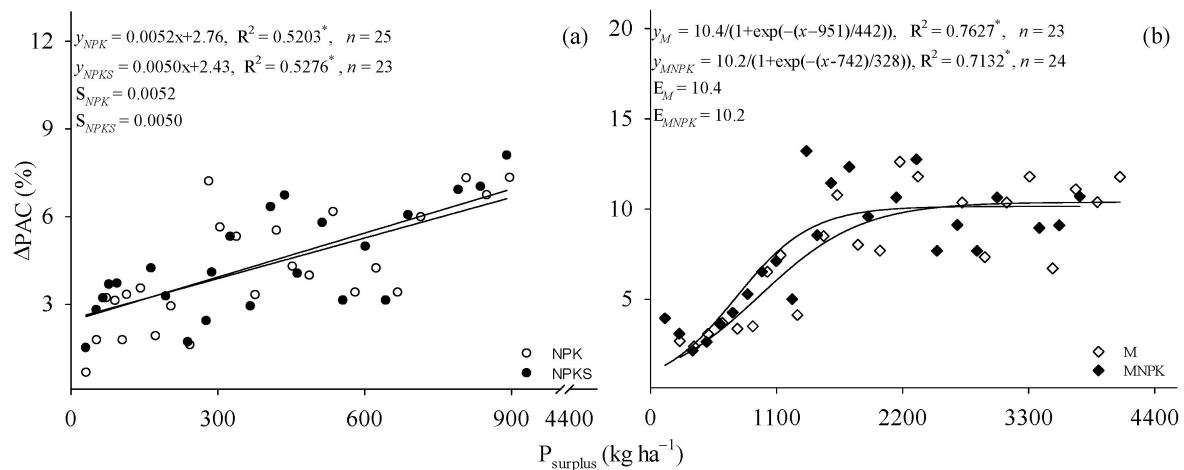 (a)
y_NPK = 0.0052x+2.76, R² = 0.5203*, n = 25
y_NPKS = 0.0050x+2.43, R² = 0.5276*, n = 23
S_NPK = 0.0052
S_NPKS = 0.0050
12
9
6
3
ΔPAC (%)
NPK
NPKS
0 300 600 900 4400
(b)
y_M = 10.4/(1+exp(−(x−951)/442)), R² = 0.7627*, n = 23
y_MNPK = 10.2/(1+exp(−(x-742)/328)), R² = 0.7132*, n = 24
E_M = 10.4
E_MNPK = 10.2
20
15
10
5
M
MNPK
0 1100 2200 3300 4400
P_surplus (kg ha⁻¹)